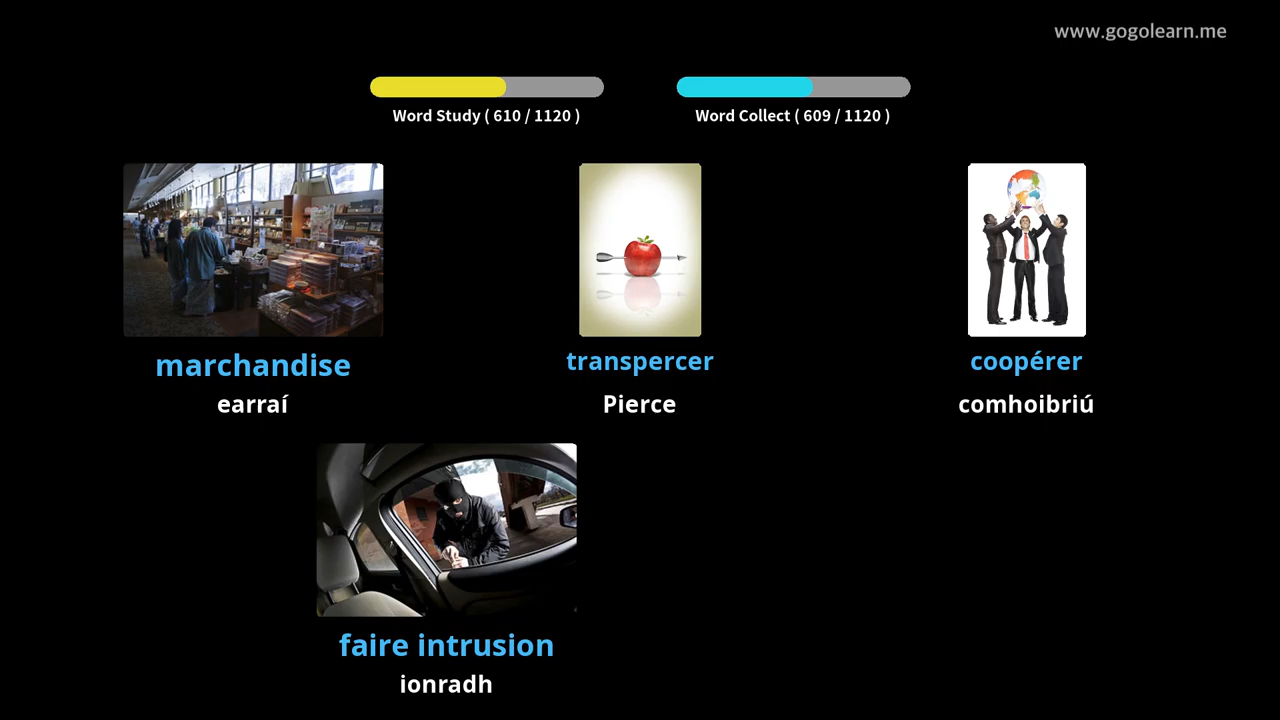 www.gogolearn.me
Word Study ( 610 / 1120 )
Word Collect ( 609 / 1120 )
marchandise
earraí
transpercer
Pierce
coopérer
comhoibriú
faire intrusion
ionradh